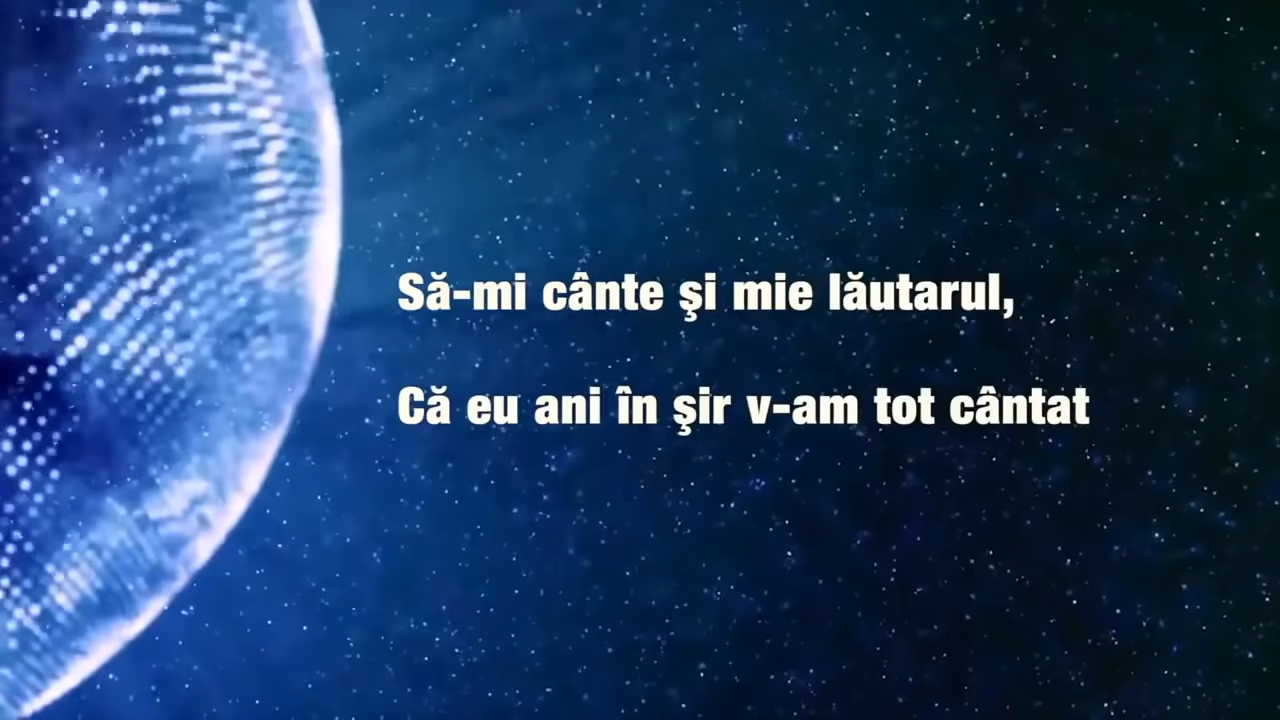 Să-mi cânte şi mie lăutarul,
Că eu ani în şir v-am tot cântat